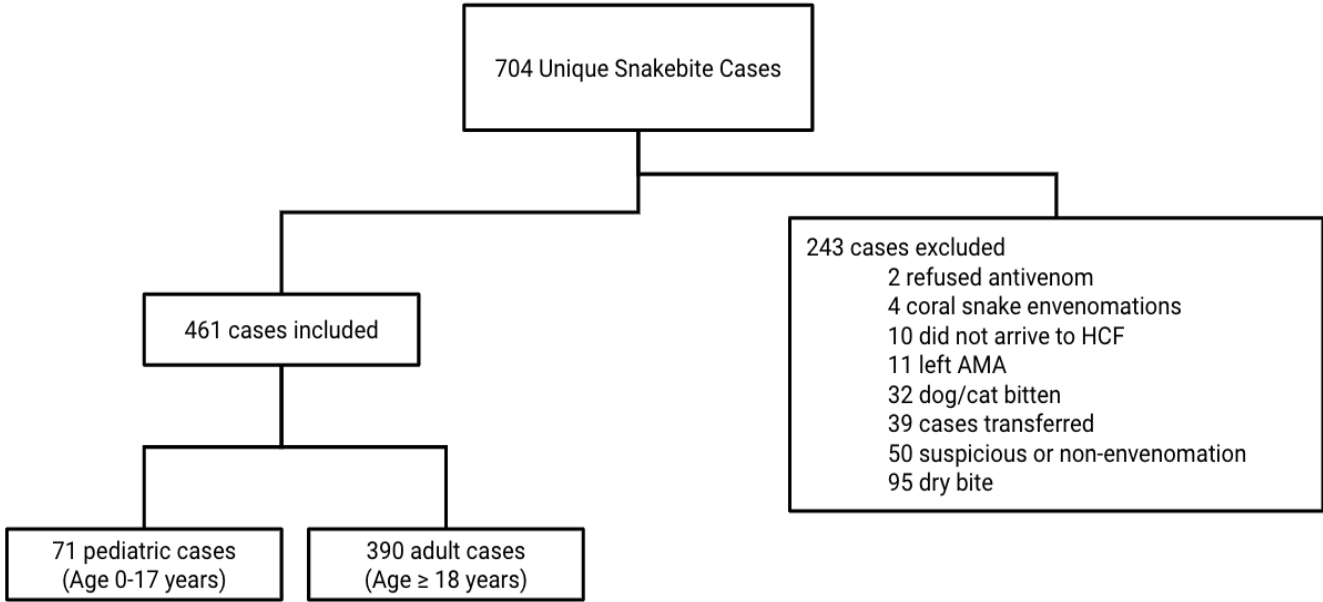 704 Unique Snakebite Cases
243 cases excluded
2 refused antivenom
4 coral snake envenomations
10 did not arrive to HCF
11 left AMA
32 dog/cat bitten
39 cases transferred
50 suspicious or non-envenomation
95 dry bite
461 cases included
71 pediatric cases
(Age 0-17 years)
390 adult cases
(Age ≥ 18 years)